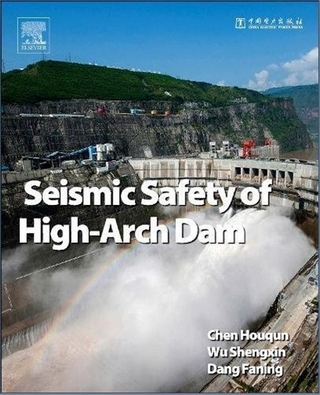 ELSEVIER
中国电力出版社
CHINA ELECTRIC POWER PRESS
Seismic Safety of
High-Arch Dam
Chen Houqun
Wu Shengxin
Dang Faning